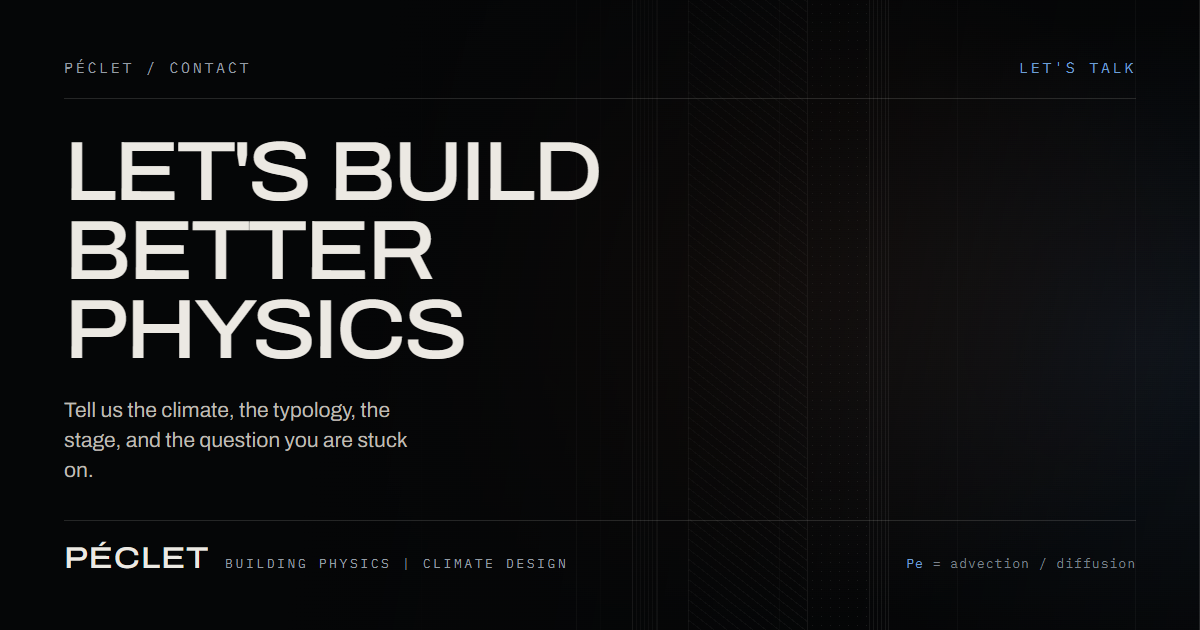 PÉCLET / CONTACT
LET'S TALK
LET'S BUILD
BETTER
PHYSICS
Tell us the climate, the typology, the
stage, and the question you are stuck
on.
PÉCLET BUILDING PHYSICS | CLIMATE DESIGN
Pe = advection / diffusion